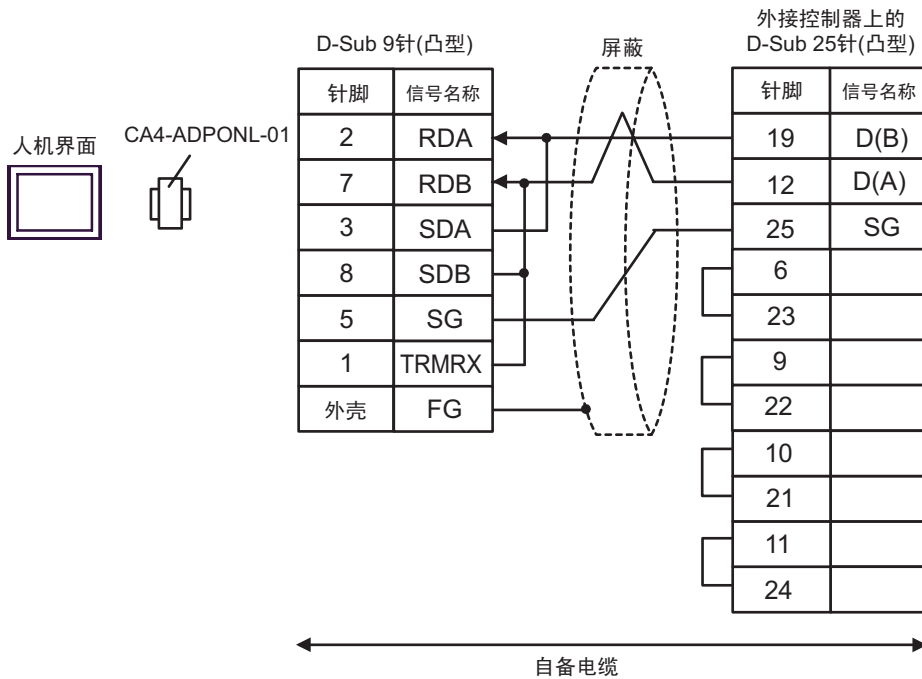 外接控制器上的
D-Sub 9针(凸型)
屏蔽
D-Sub 25针(凸型)
人机界面
CA4-ADPONL-01
针脚 信号名称
2 RDA
7 RDB
3 SDA
8 SDB
5 SG
1 TRMRX
外壳 FG
针脚 信号名称
19 D(B)
12 D(A)
25 SG
6
23
9
22
10
21
11
24
自备电缆